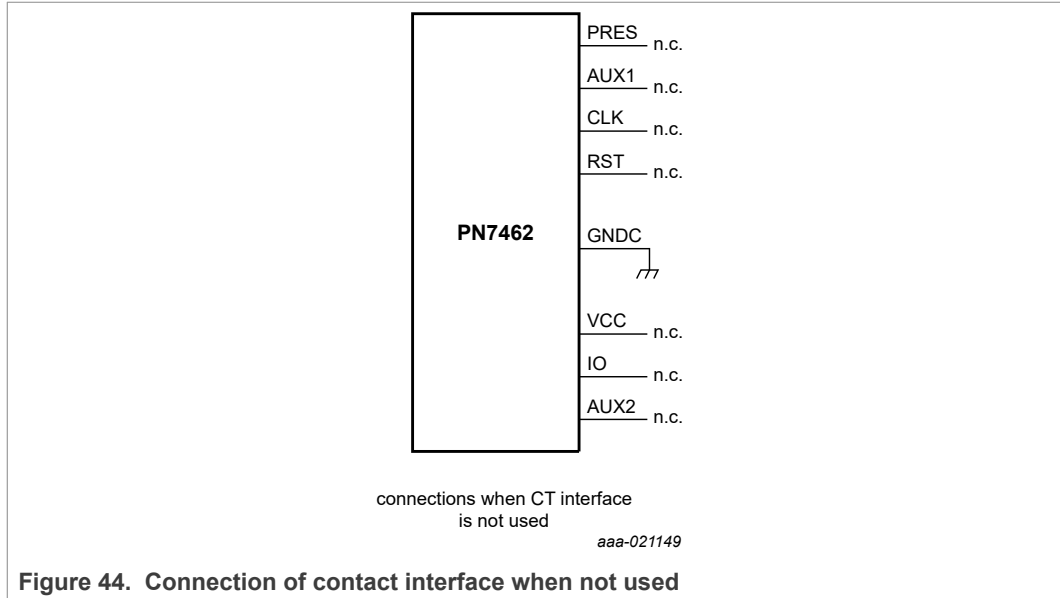 PRES n.c.
AUX1 n.c.
CLK n.c.
RST n.c.
PN7462 GNDC
VCC n.c.
IO n.c.
AUX2 n.c.
connections when CT interface
is not used
aaa-021149
Figure 44. Connection of contact interface when not used